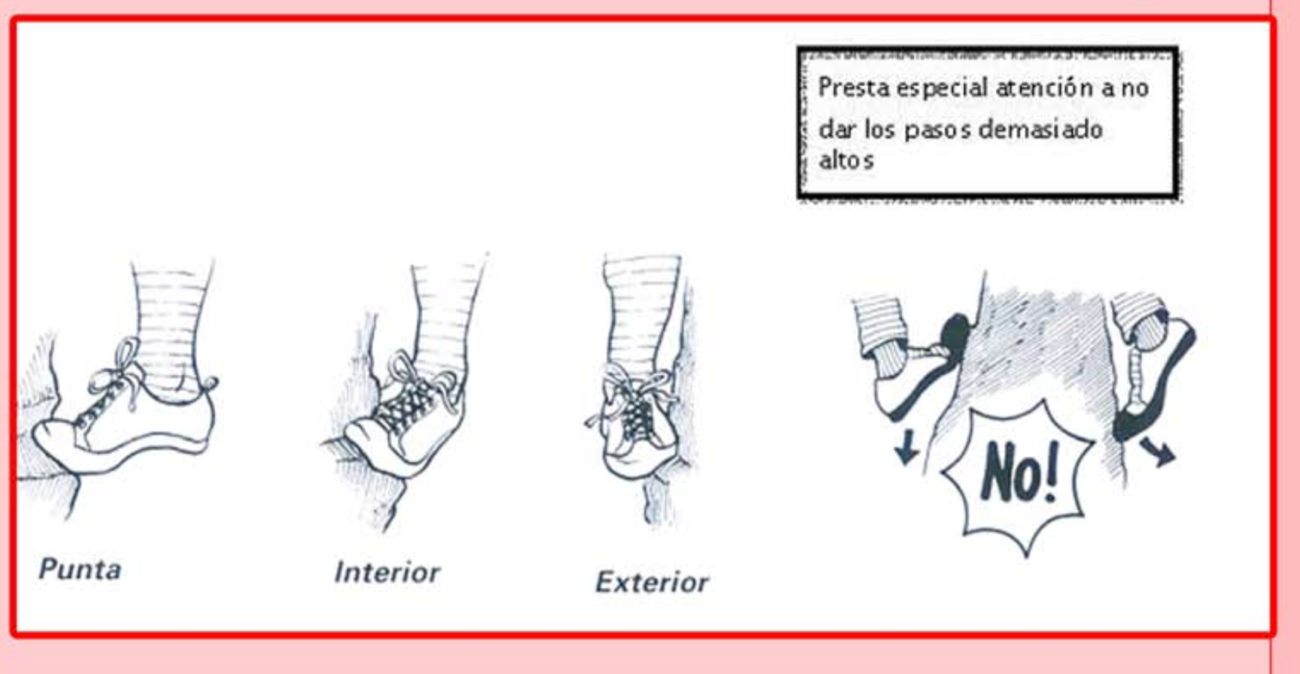 Presta especial atención a no
dar los pasos demasiado
altos
No!
Punta
Interior
Exterior